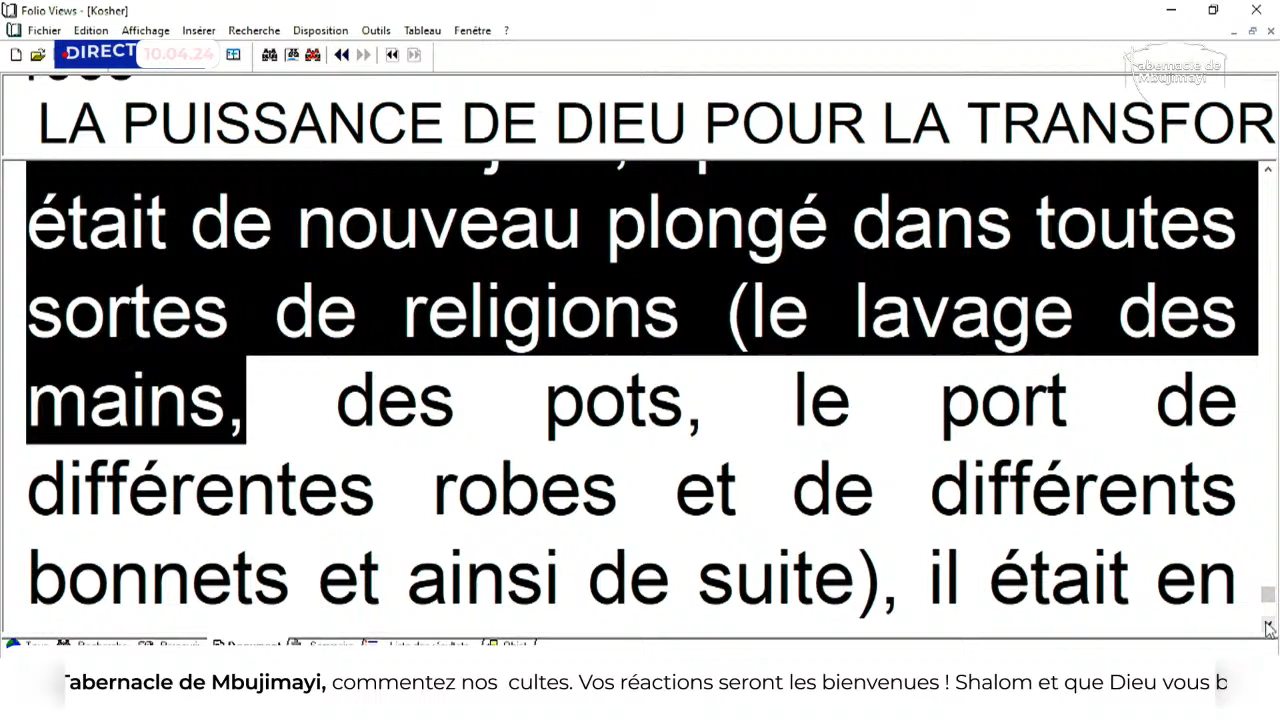 Folio Views - [Kosher]
Fichier Edition Affichage Insérer Recherche Disposition Outils Tableau Fenêtre ?
DIRECT 10.04.24
Tabernacle de
Mbujimayi
LA PUISSANCE DE DIEU POUR LA TRANSFOR
était de nouveau plongé dans toutes
sortes de religions (le lavage des
mains, des pots, le port de
différentes robes et de différents
bonnets et ainsi de suite), il était en
Tabernacle de Mbujimayi, commentez nos cultes. Vos réactions seront les bienvenues ! Shalom et que Dieu vous b